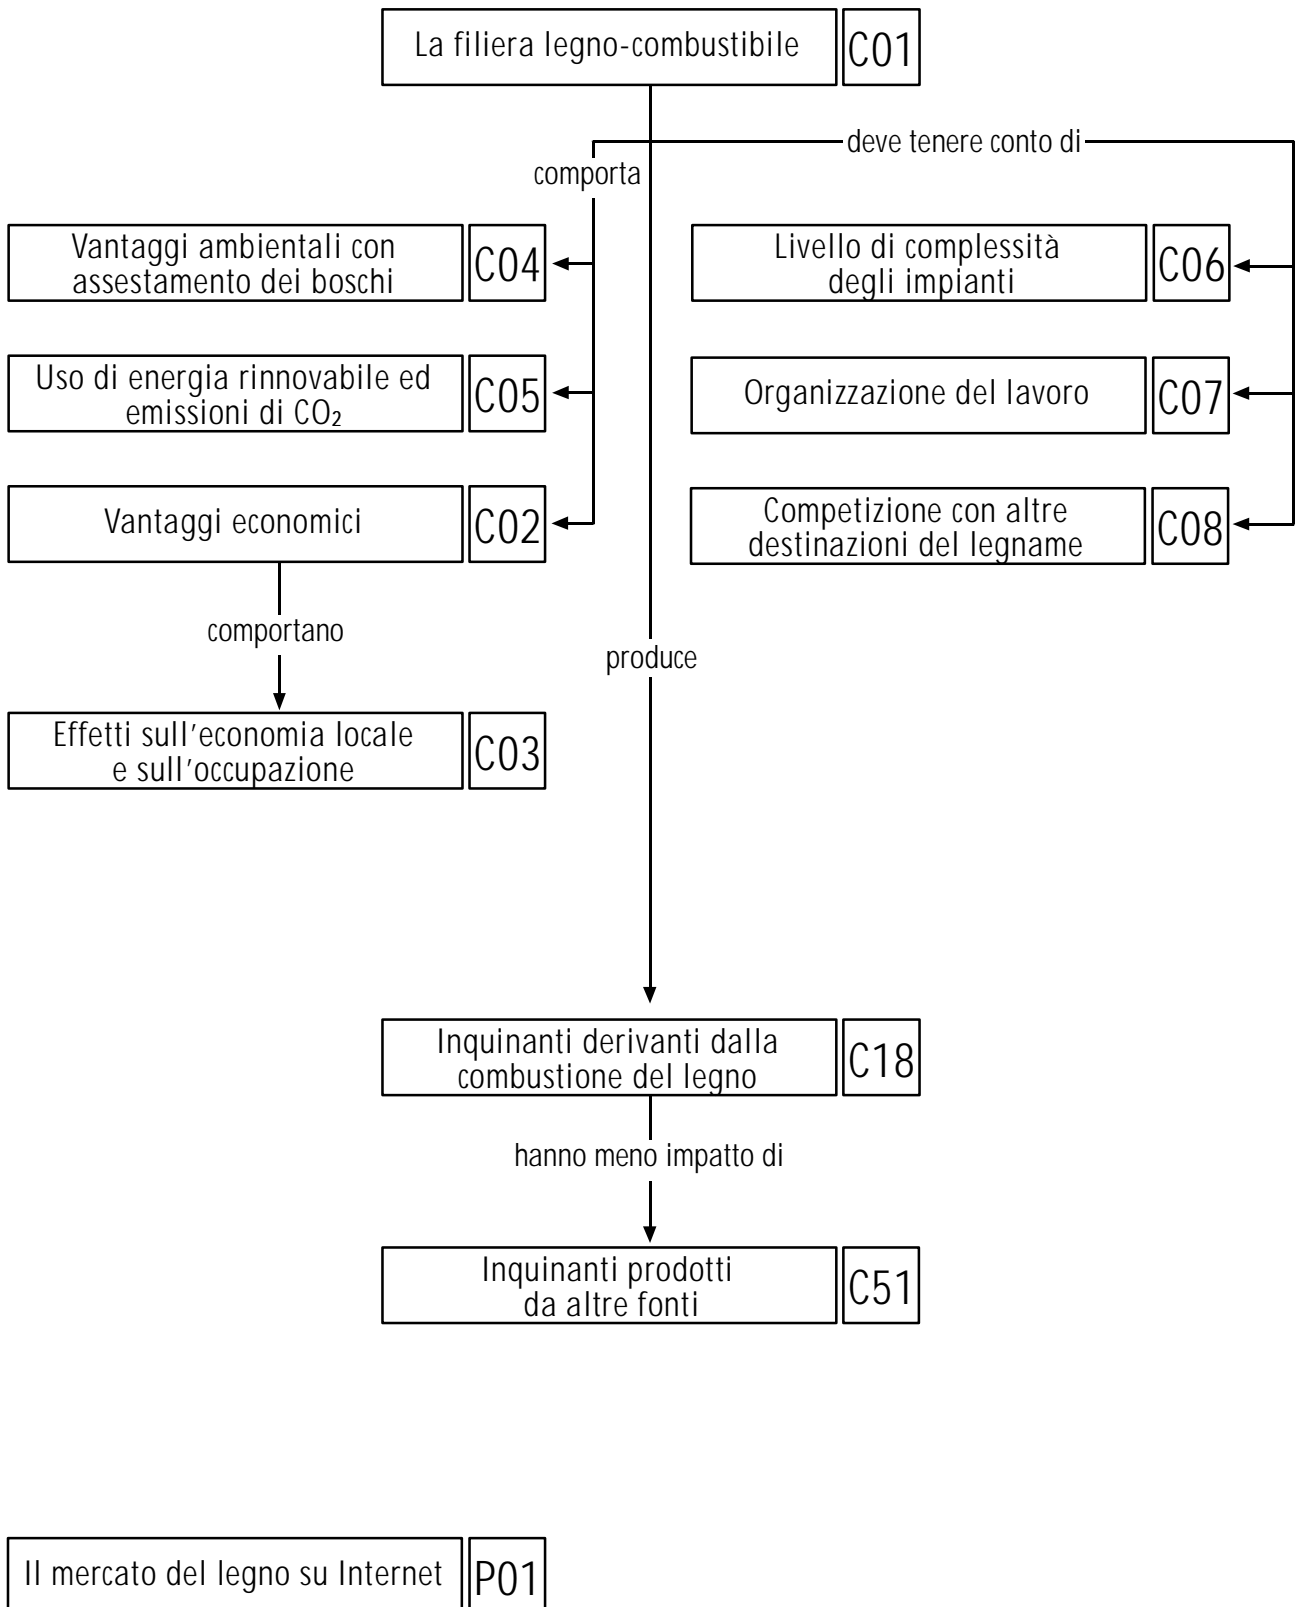 La filiera legno-combustibile
C01
deve tenere conto di
comporta
Vantaggi ambientali con
assestamento dei boschi
C04
Livello di complessità
degli impianti
C06
Uso di energia rinnovabile ed
emissioni di CO₂
C05
Organizzazione del lavoro
C07
Vantaggi economici
C02
Competizione con altre
destinazioni del legname
C08
comportano
produce
Effetti sull'economia locale
e sull'occupazione
C03
Inquinanti derivanti dalla
combustione del legno
C18
hanno meno impatto di
Inquinanti prodotti
da altre fonti
C51
Il mercato del legno su Internet
P01